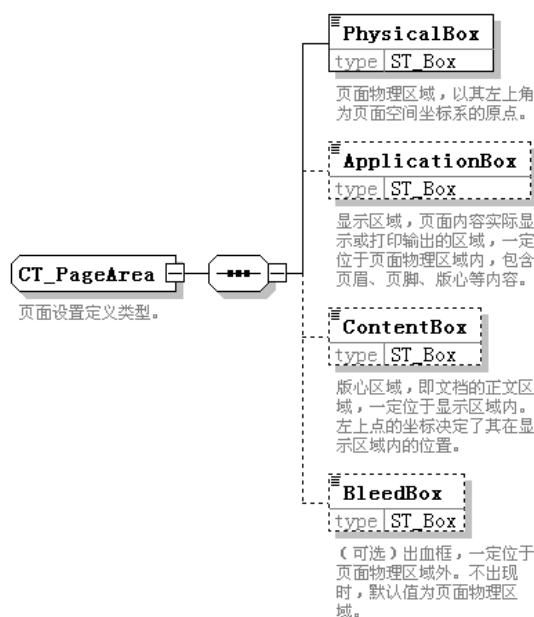 PhysicalBox
type ST_Box
页面物理区域，以其左上角
为页面空间坐标系的原点。
ApplicationBox
type ST_Box
显示区域，页面内容实际显
示或打印输出的区域，一定
位于页面物理区域内，包含
页眉、页脚、版心等内容。
CT_PageArea
页面设置定义类型。
ContentBox
type ST_Box
版心区域，即文档的正文区
域，一定位于显示区域内。
左上点的坐标决定了其在显
示区域内的位置。
BleedBox
type ST_Box
（可选）出血框，一定位于
页面物理区域外。不出现
时，默认值为页面物理区
域。